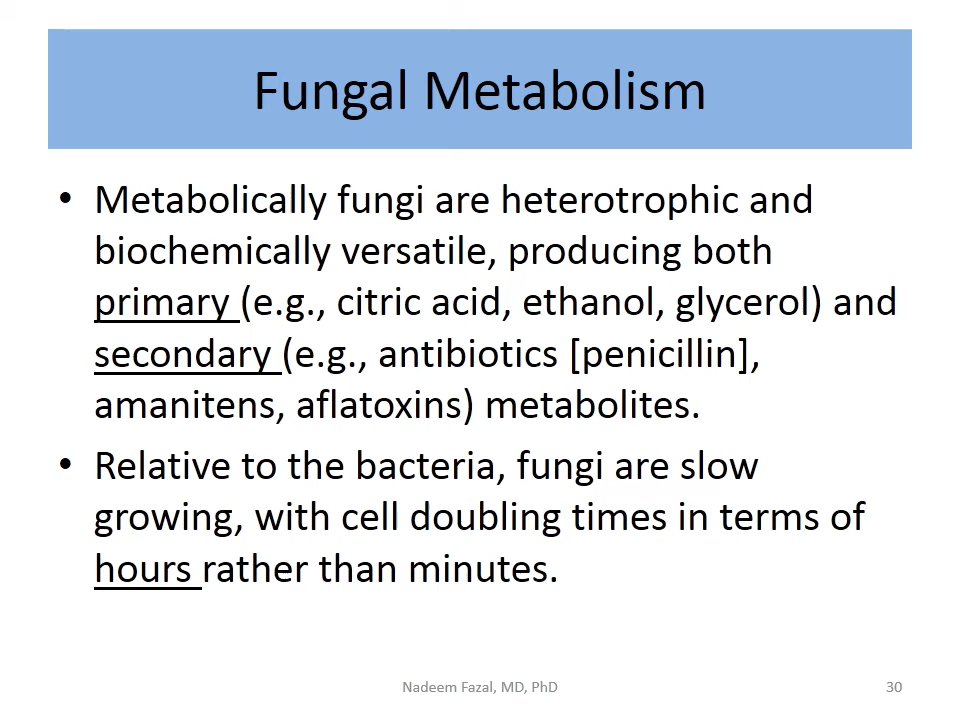 Fungal Metabolism
• Metabolically fungi are heterotrophic and
biochemically versatile, producing both
primary (e.g., citric acid, ethanol, glycerol) and
secondary (e.g., antibiotics [penicillin],
amanitens, aflatoxins) metabolites.
• Relative to the bacteria, fungi are slow
growing, with cell doubling times in terms of
hours rather than minutes.
Nadeem Fazal, MD, PhD
30